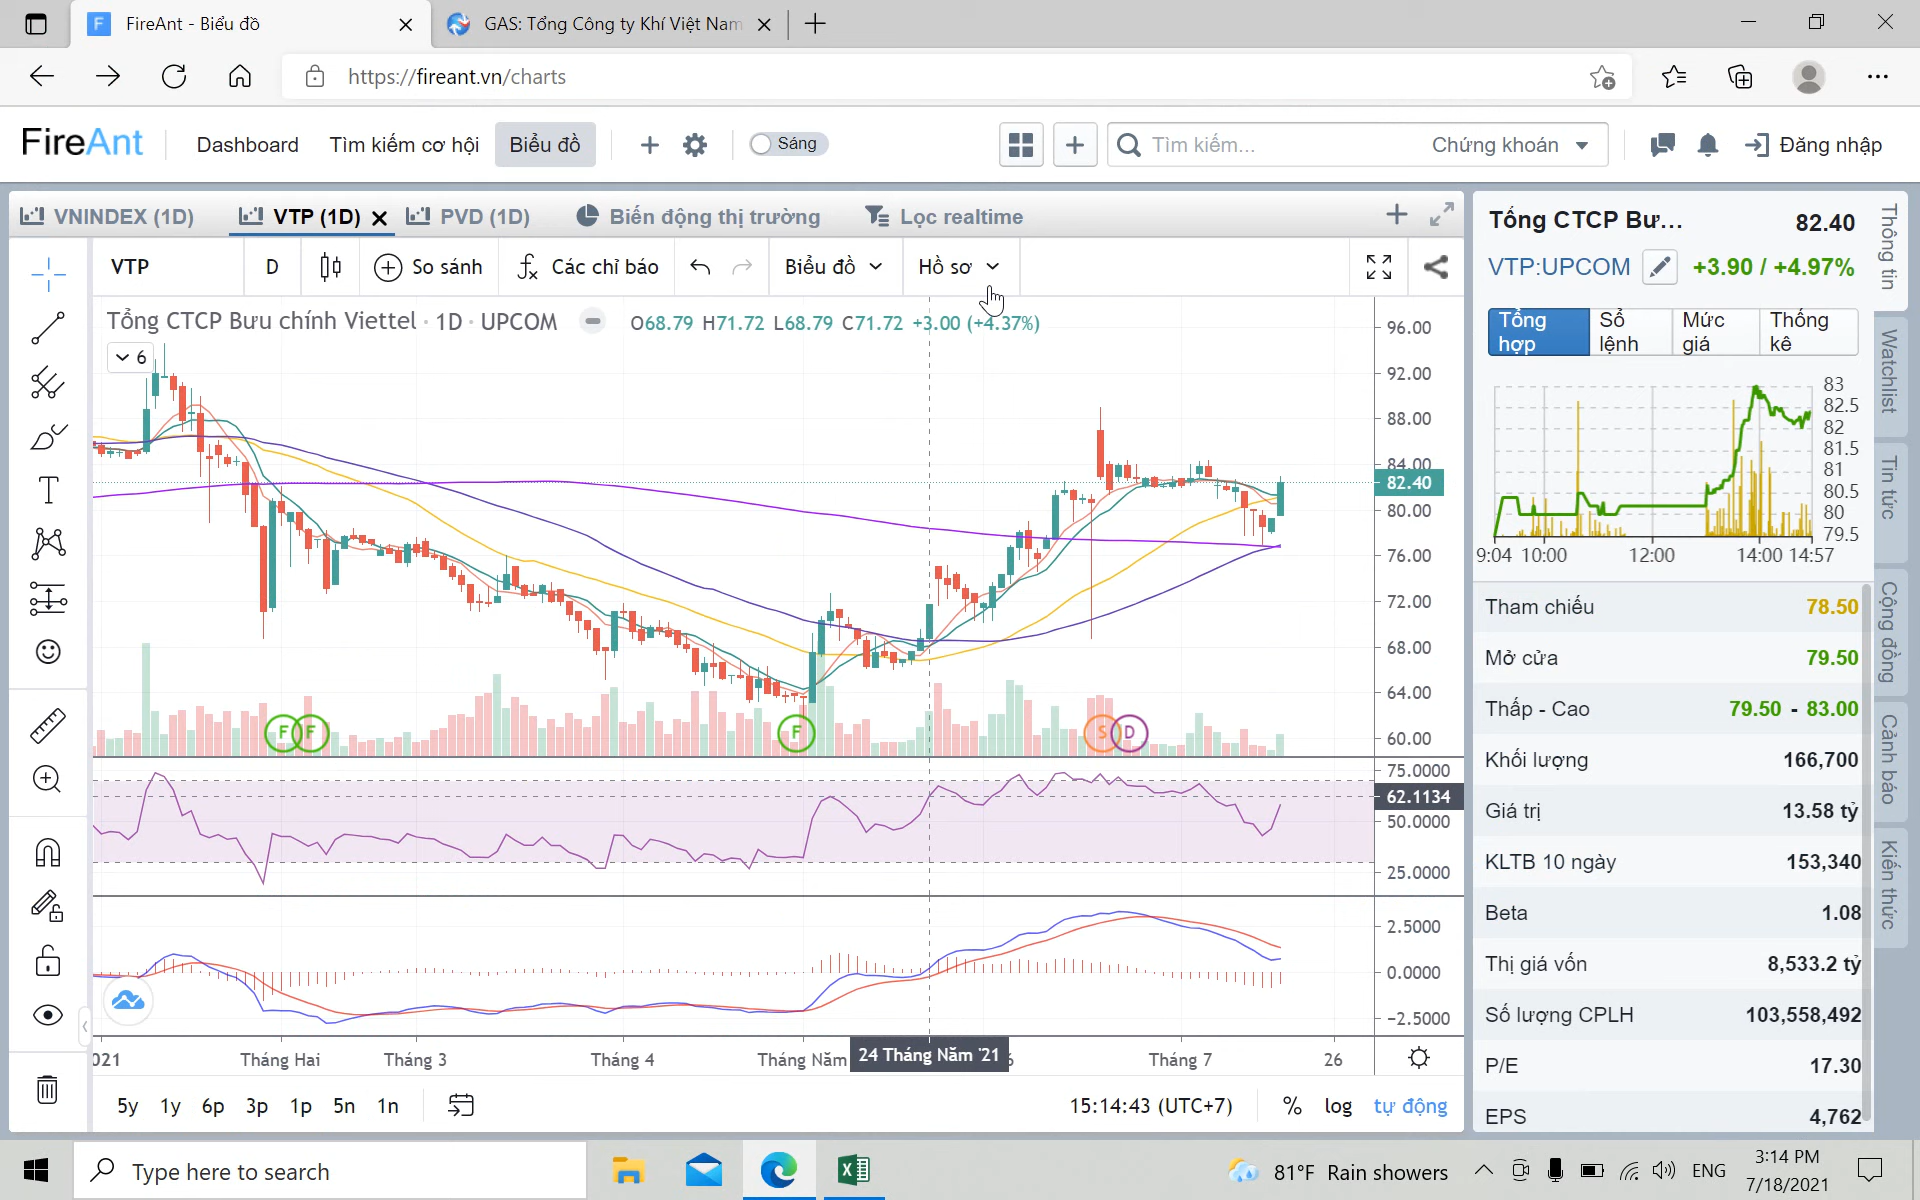 FireAnt - Biểu đồ
GAS: Tổng Công ty Khí Việt Nam
https://fireant.vn/charts
FireAnt
Dashboard
Tìm kiếm cơ hội
Biểu đồ
Sáng
Tìm kiếm...
Chứng khoán
Đăng nhập
VNINDEX (1D)
VTP (1D)
PVD (1D)
Biến động thị trường
Lọc realtime
VTP
D
So sánh
Các chỉ báo
Biểu đồ
Hồ sơ
Tổng CTCP Bưu chính Viettel · 1D · UPCOM
O68.79 H71.72 L68.79 C71.72 +3.00 (+4.37%)
6
96.00
92.00
88.00
84.00
82.40
80.00
76.00
72.00
68.00
64.00
60.00
F
F
F
S
D
75.0000
62.1134
50.0000
25.0000
2.5000
0.0000
−2.5000
Tháng Hai
Tháng 3
Tháng 4
Tháng Năm
24 Tháng Năm '21
Tháng 7
26
5y 1y 6p 3p 1p 5n 1n
15:14:43 (UTC+7)
%
log
tự động
Tổng CTCP Bư...
82.40
VTP:UPCOM
+3.90 / +4.97%
Tổng hợp
Sổ lệnh
Mức giá
Thống kê
83
82.5
82
81.5
81
80.5
80
79.5
9:04 10:00 12:00 14:00 14:57
Tham chiếu 78.50
Mở cửa 79.50
Thấp - Cao 79.50 - 83.00
Khối lượng 166,700
Giá trị 13.58 tỷ
KLTB 10 ngày 153,340
Beta 1.08
Thị giá vốn 8,533.2 tỷ
Số lượng CPLH 103,558,492
P/E 17.30
EPS 4,762
Thông tin
Watchlist
Tin tức
Cộng đồng
Cảnh báo
Kiến thức
Type here to search
81°F Rain showers
ENG
3:14 PM
7/18/2021